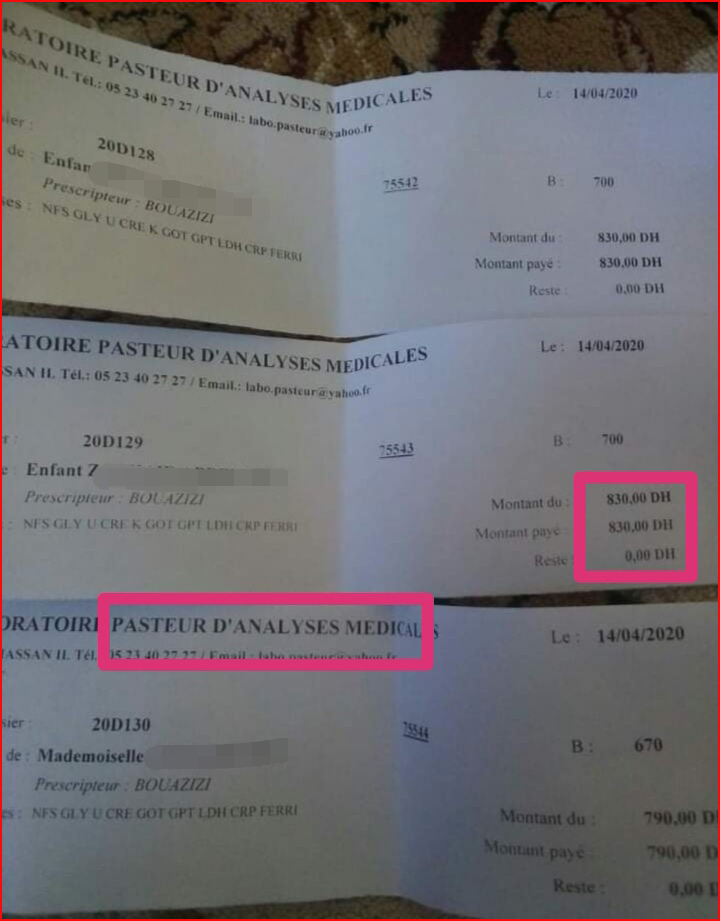 RATOIRE PASTEUR D'ANALYSES MEDICALES
ASSAN II. Tél.: 05 23 40 27 27 / Email.: labo.pasteur@yahoo.fr
Le : 14/04/2020
sier :
20D128
de : Enfan
75542
B : 700
Prescripteur : BOUAZIZI
ses : NFS GLY U CRE K GOT GPT LDH CRP FERRI
Montant du : 830,00 DH
Montant payé : 830,00 DH
Reste : 0,00 DH
ATOIRE PASTEUR D'ANALYSES MEDICALES
SSAN II. Tél.: 05 23 40 27 27 / Email.: labo.pasteur@yahoo.fr
Le : 14/04/2020
r :
20D129
e : Enfant Z
75543
B : 700
Prescripteur : BOUAZIZI
: NFS GLY U CRE K GOT GPT LDH CRP FERRI
Montant du : 830,00 DH
Montant payé : 830,00 DH
Reste : 0,00 DH
ORATOIRE PASTEUR D'ANALYSES MEDICALES
HASSAN II. Tél. 05 23 40 27 27 / Email : labo.pasteur@yahoo.fr
Le : 14/04/2020
sier :
20D130
de : Mademoiselle
75544
B : 670
Prescripteur : BOUAZIZI
es : NFS GLY U CRE GOT GPT LDH CRP FERRI
Montant du : 790,00 D
Montant payé : 790,00 D
Reste : 0,00 D